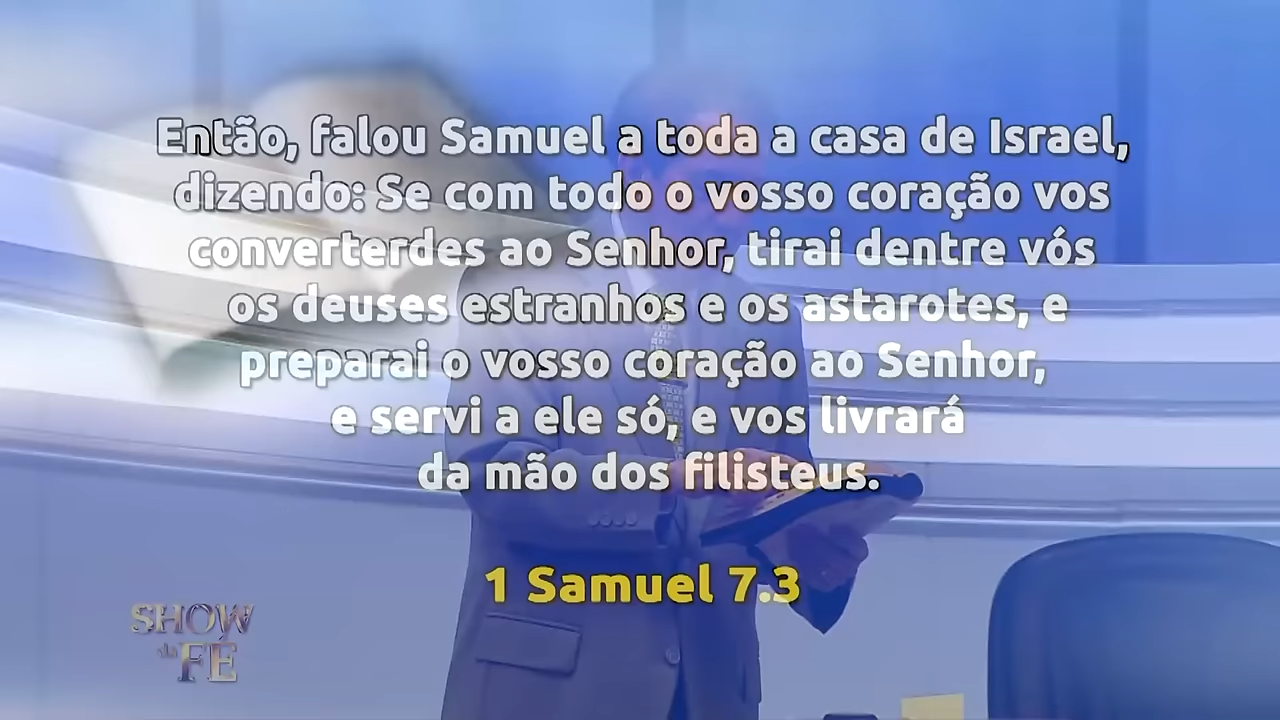 Então, falou Samuel a toda a casa de Israel,
dizendo: Se com todo o vosso coração vos
converterdes ao Senhor, tirai dentre vós
os deuses estranhos e os astarotes, e
preparai o vosso coração ao Senhor,
e servi a ele só, e vos livrará
da mão dos filisteus.
1 Samuel 7.3
SHOW
da FÉ